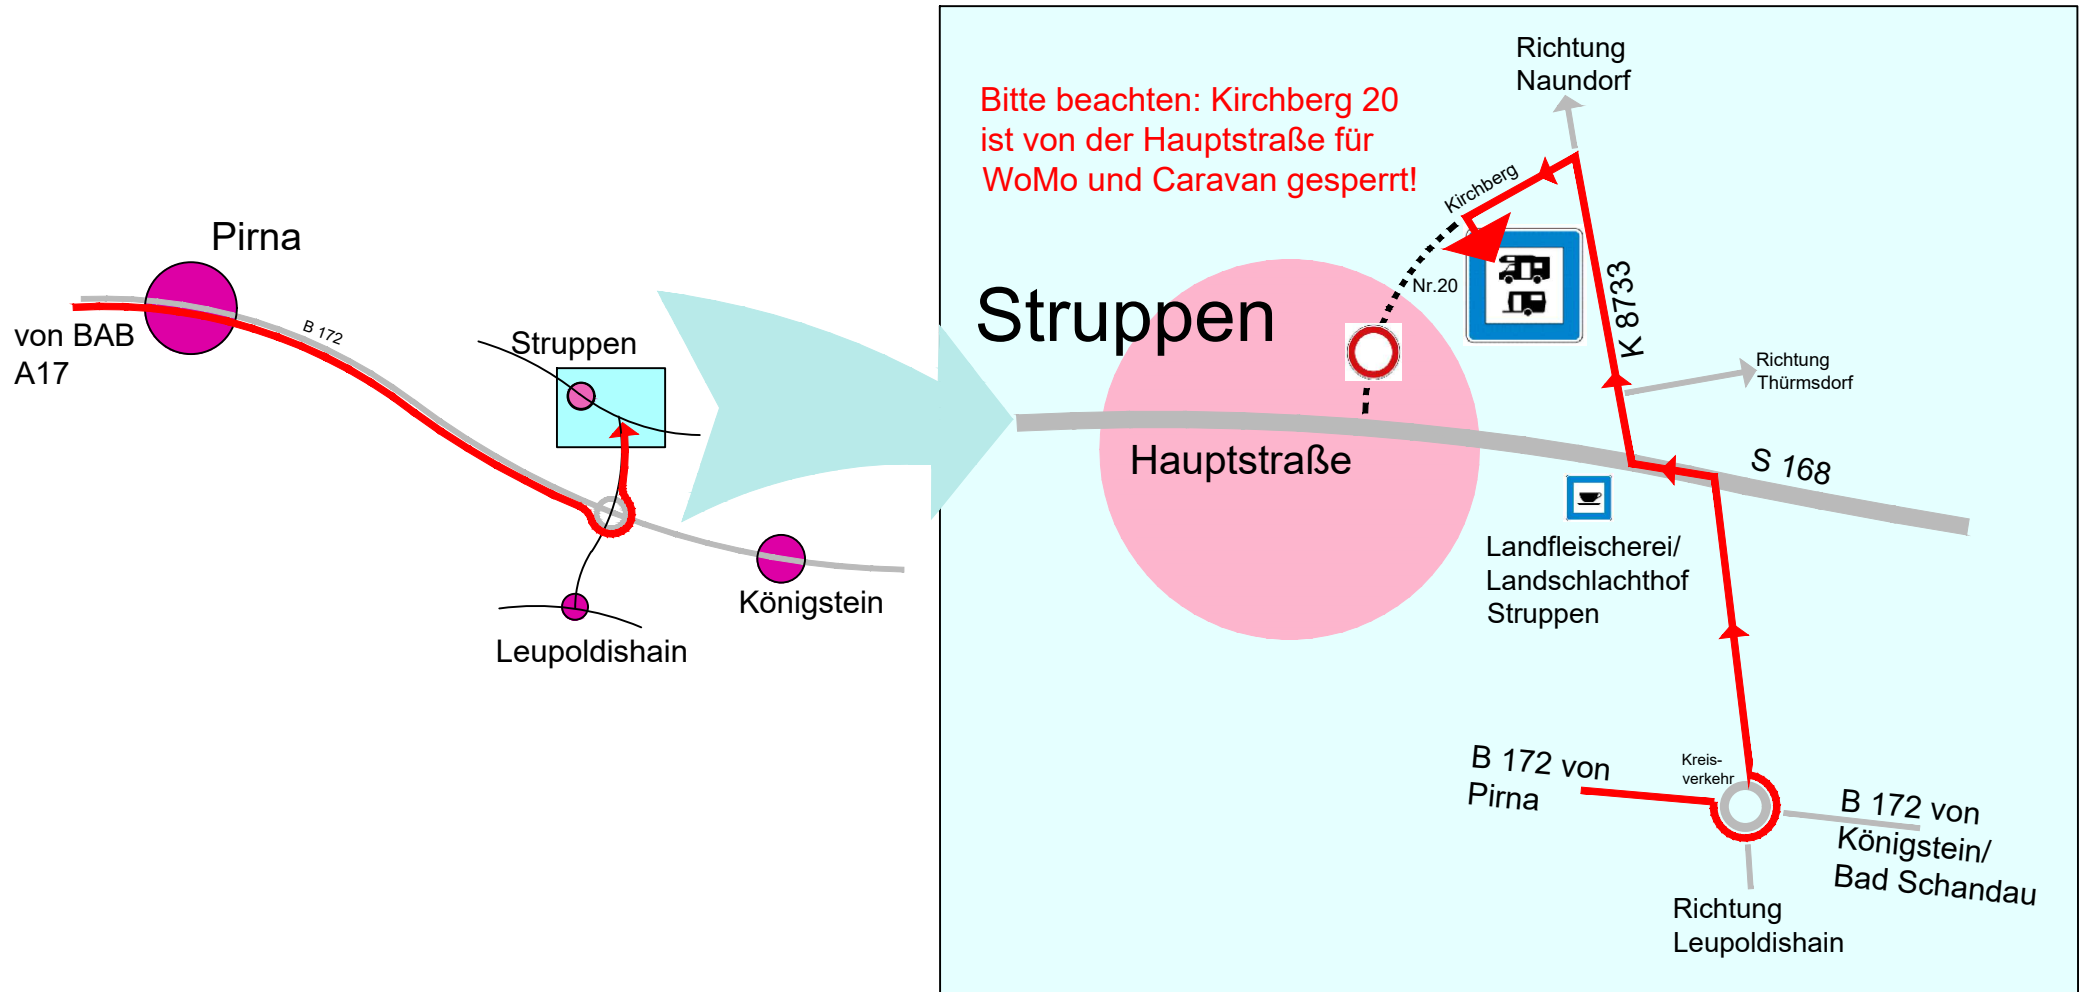 Pirna
von BAB
A17
B 172
Struppen
Königstein
Leupoldishain
Bitte beachten: Kirchberg 20
ist von der Hauptstraße für
WoMo und Caravan gesperrt!
Richtung
Naundorf
Kirchberg
Nr.20
Struppen
K 8733
Richtung
Thürmsdorf
Hauptstraße
S 168
Landfleischerei/
Landschlachthof
Struppen
B 172 von
Pirna
Kreis-
verkehr
B 172 von
Königstein/
Bad Schandau
Richtung
Leupoldishain